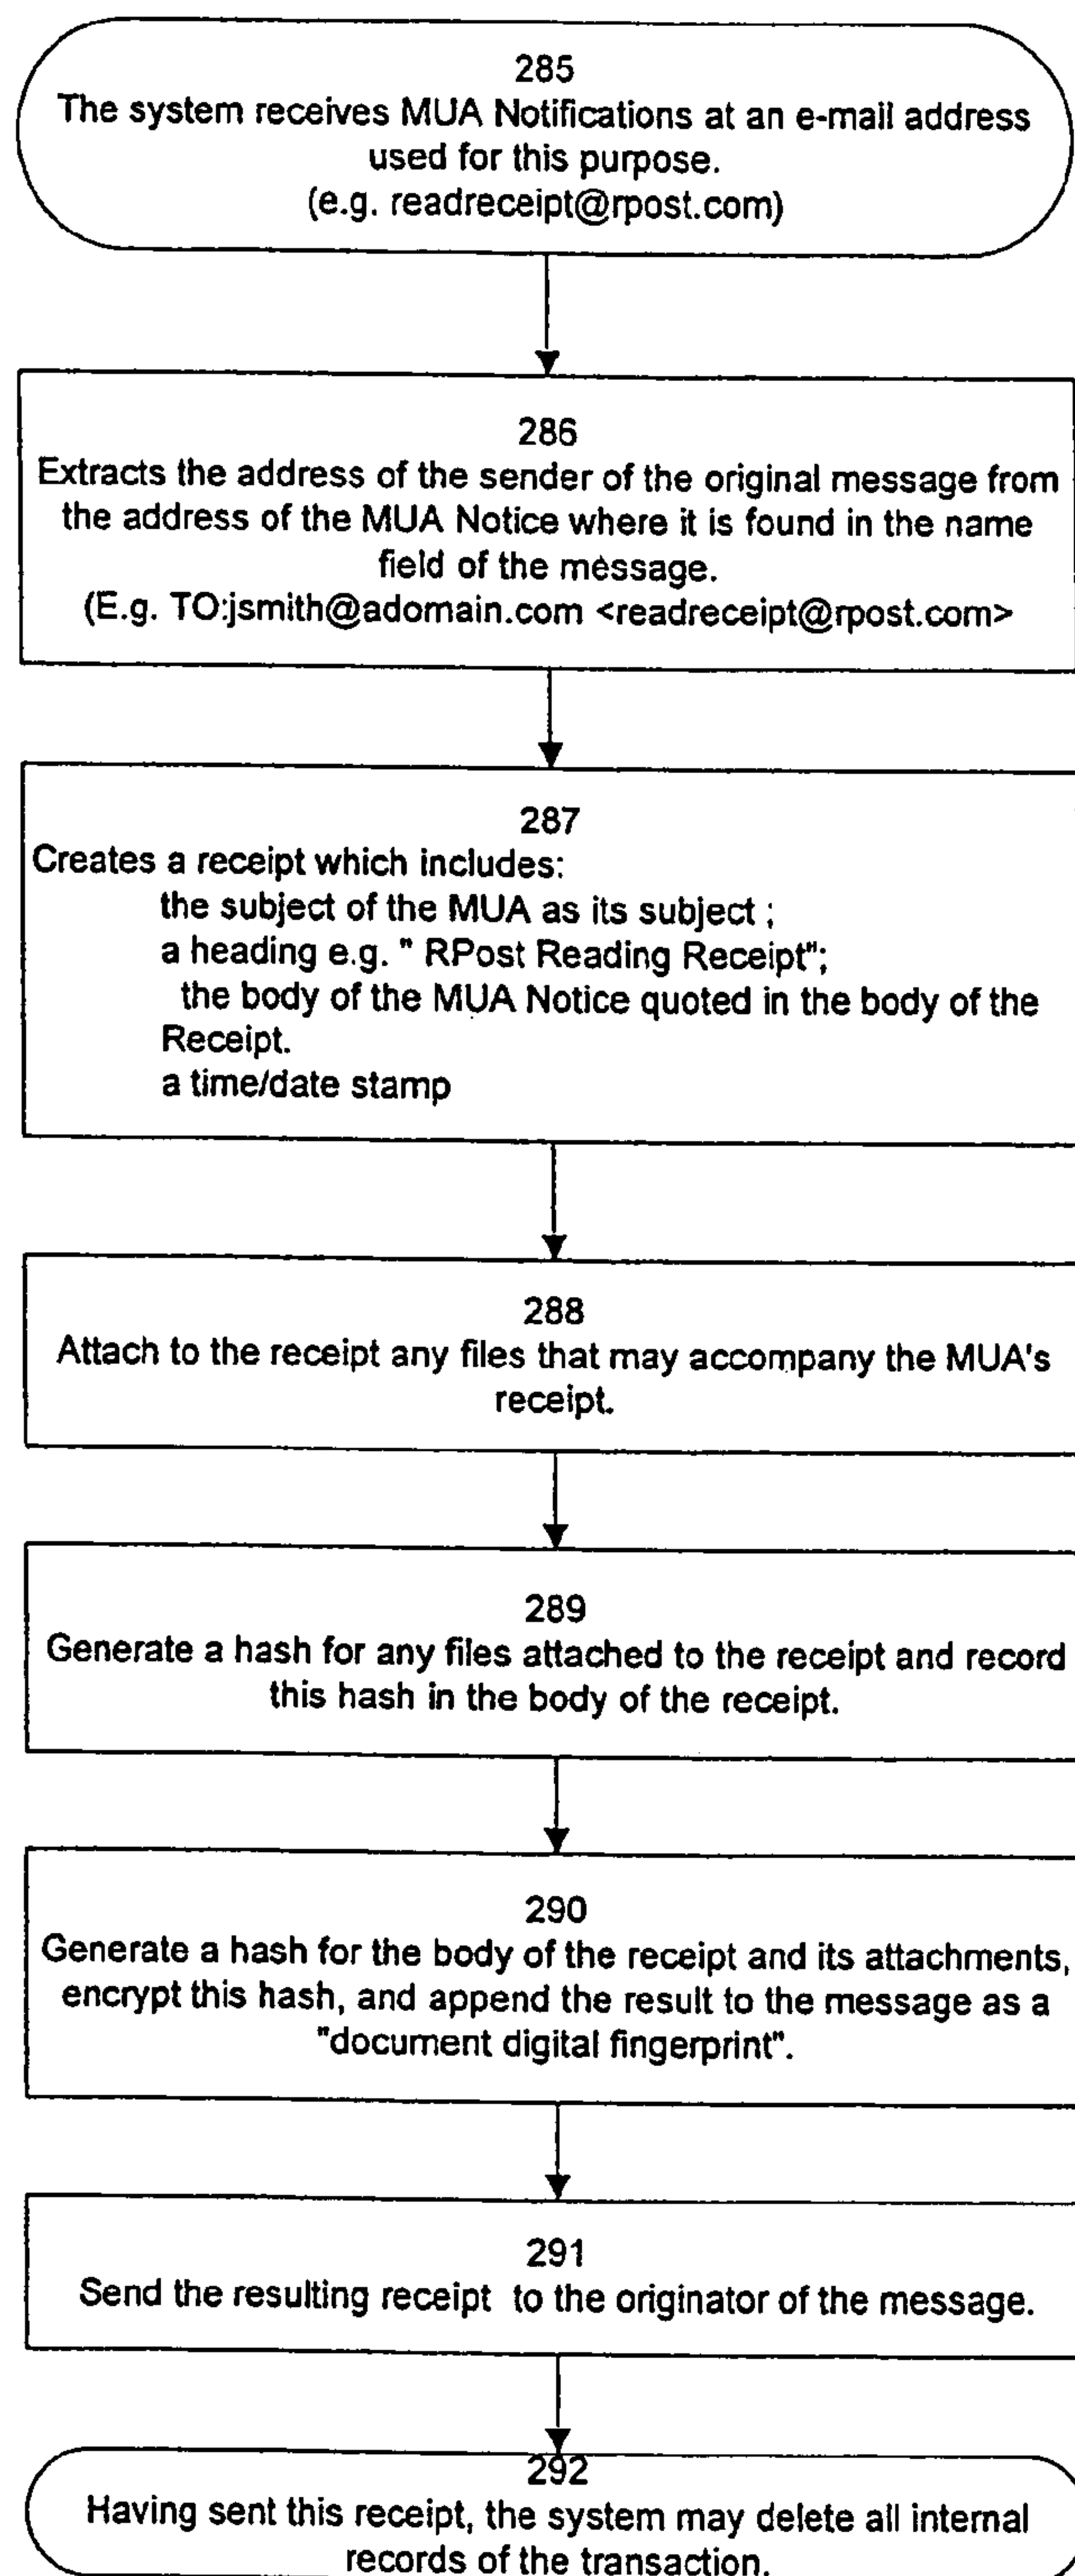 285
The system receives MUA Notifications at an e-mail address
used for this purpose.
(e.g. readreceipt@rpost.com)
286
Extracts the address of the sender of the original message from
the address of the MUA Notice where it is found in the name
field of the message.
(E.g. TO:jsmith@adomain.com <readreceipt@rpost.com>
287
Creates a receipt which includes:
the subject of the MUA as its subject ;
a heading e.g. " RPost Reading Receipt";
the body of the MUA Notice quoted in the body of the
Receipt.
a time/date stamp
288
Attach to the receipt any files that may accompany the MUA's
receipt.
289
Generate a hash for any files attached to the receipt and record
this hash in the body of the receipt.
290
Generate a hash for the body of the receipt and its attachments,
encrypt this hash, and append the result to the message as a
"document digital fingerprint".
291
Send the resulting receipt to the originator of the message.
292
Having sent this receipt, the system may delete all internal
records of the transaction.